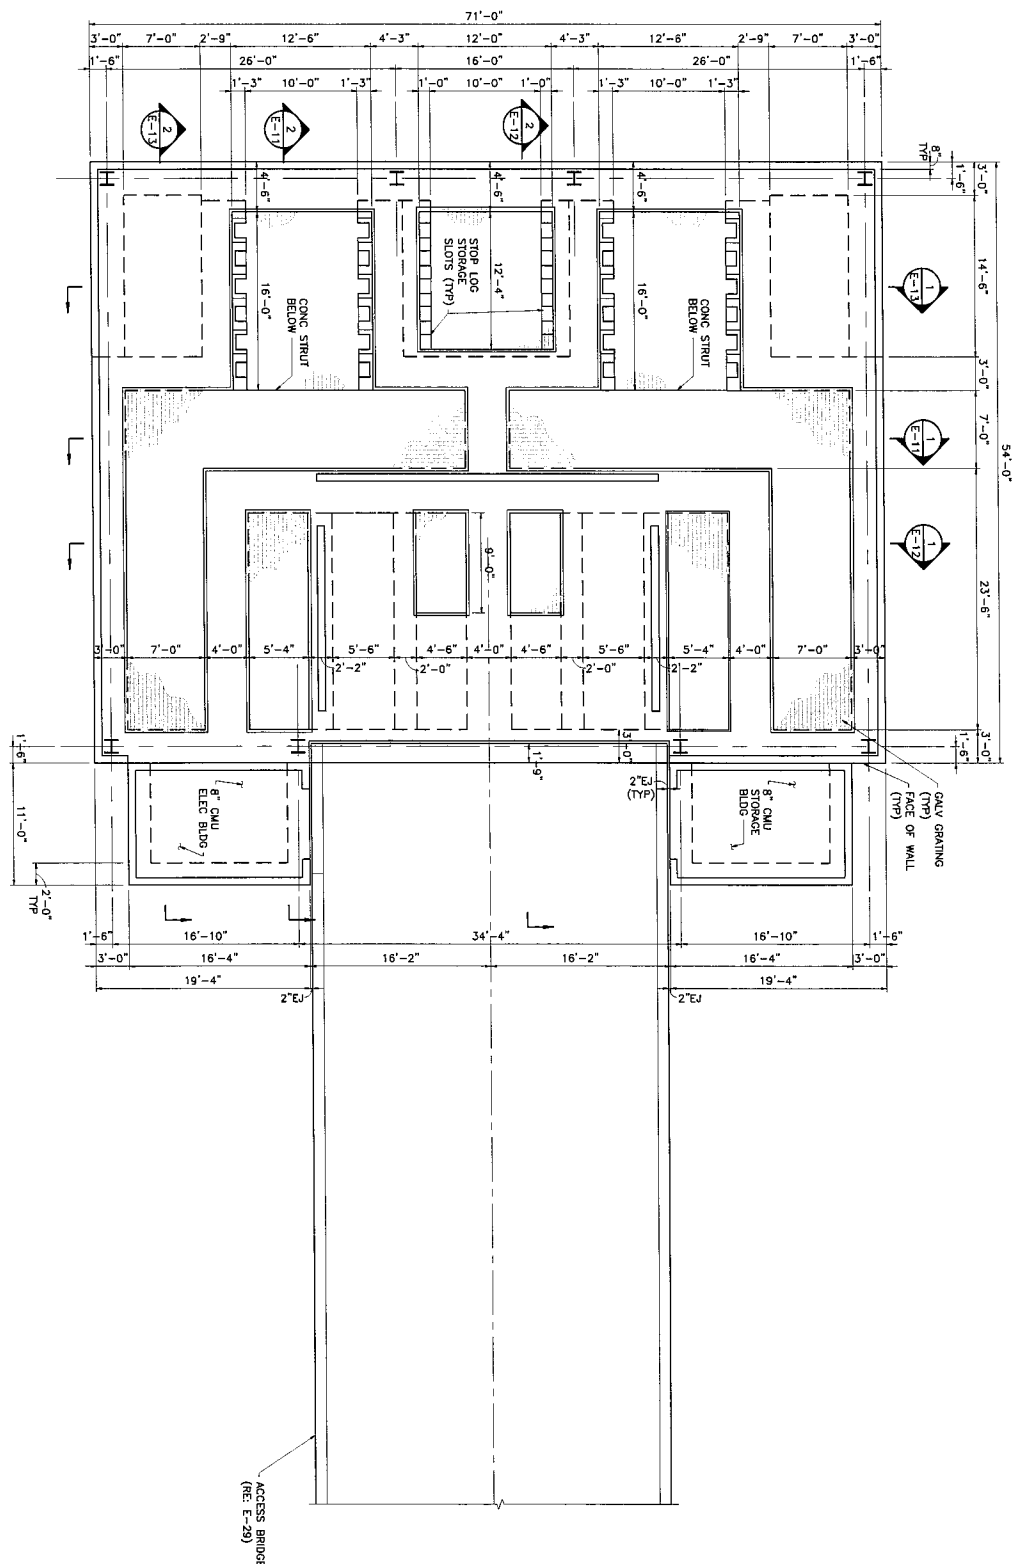 71'-0"
3'-0" 7'-0" 2'-9" 12'-6" 4'-3" 12'-0" 4'-3" 12'-6" 2'-9" 7'-0" 3'-0"
1'-6" 26'-0" 16'-0" 26'-0" 1'-6"
1'-3" 10'-0" 1'-3" 1'-0" 10'-0" 1'-0" 1'-3" 10'-0" 1'-3"
2
E-13
2
E-11
2
E-12
8"
TYP
1'-6"
3'-0"
4'-6"
4'-6"
4'-6"
14'-6"
1
E-13
STOP LOG
STORAGE
SLOTS (TYP)
12'-4"
16'-0"
16'-0"
CONC STRUT
BELOW
CONC STRUT
BELOW
3'-0"
7'-0"
54'-0"
1
E-11
1
E-12
9'-0"
23'-6"
3'-0" 7'-0" 4'-0" 5'-4" 5'-6" 4'-6" 4'-0" 4'-6" 5'-6" 5'-4" 4'-0" 7'-0" 3'-0"
2'-2" 2'-0" 2'-0" 2'-2"
3'-0"
1'-9"
1'-6"
1'-6"
3'-0"
11'-0"
8" CMU
ELEC BLDG
2"EJ
(TYP)
8" CMU
STORAGE
BLDG
GALV GRATING
(TYP)
FACE OF WALL
(TYP)
2'-0"
TYP
1'-6" 16'-10" 34'-4" 16'-10" 1'-6"
3'-0" 16'-4" 16'-2" 16'-2" 16'-4" 3'-0"
19'-4" 19'-4"
2"EJ 2"EJ
ACCESS BRIDGE
(RE: E-29)